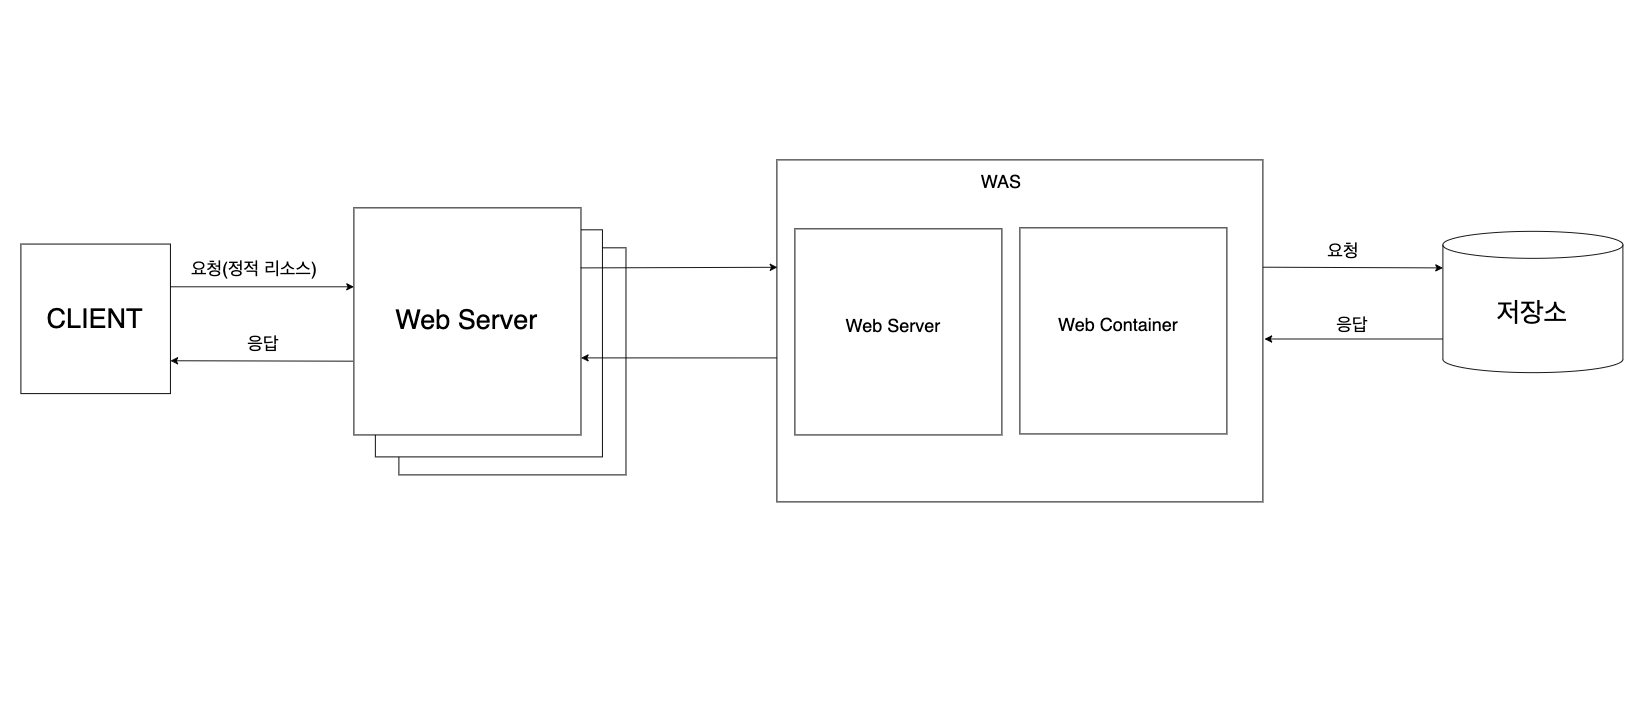 CLIENT
요청(정적 리소스)
응답
Web Server
WAS
Web Server
Web Container
요청
응답
저장소